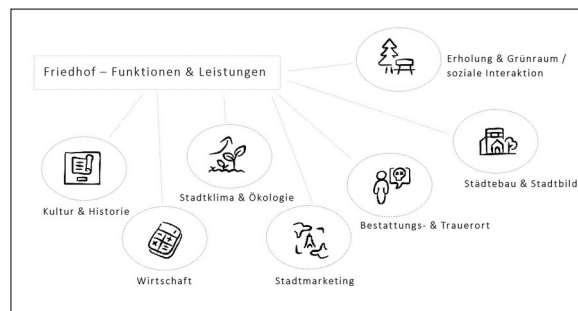 Friedhof – Funktionen & Leistungen
Erholung & Grünraum /
soziale Interaktion
Städtebau & Stadtbild
Stadtklima & Ökologie
Kultur & Historie
Bestattungs- & Trauerort
Wirtschaft
Stadtmarketing